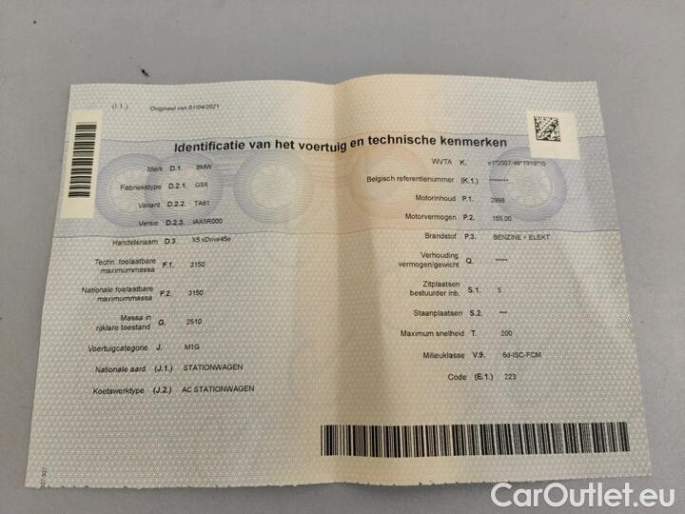 (I.1.) Origineel van 01/04/2021
Identificatie van het voertuig en technische kenmerken
Merk D.1. BMW
Fabriekstype D.2.1. G5X
Variant D.2.2. TA61
Versie D.2.3.
Handelsnaam D.3. X5 xDrive45e
Techn. toelaatbare
maximummassa F.1. 3150
Nationale toelaatbare
maximummassa F.2. 3150
Massa in
rijklare toestand G. 2510
Voertuigcategorie J. M1G
Nationale aard (J.1.) STATIONWAGEN
Koetswerktype (J.2.) AC STATIONWAGEN
WVTA K.
Belgisch referentienummer (K.1.)
Motorinhoud P.1. 2998
Motorvermogen P.2. 155.00
Brandstof P.3. BENZINE + ELEKT
Verhouding
vermogen/gewicht Q. ----
Zitplaatsen
bestuurder inb. S.1. 5
Staanplaatsen S.2. ---
Maximum snelheid T. 200
Milieuklasse V.9. 6d-ISC-FCM
Code (E.1.) 223
CarOutlet.eu